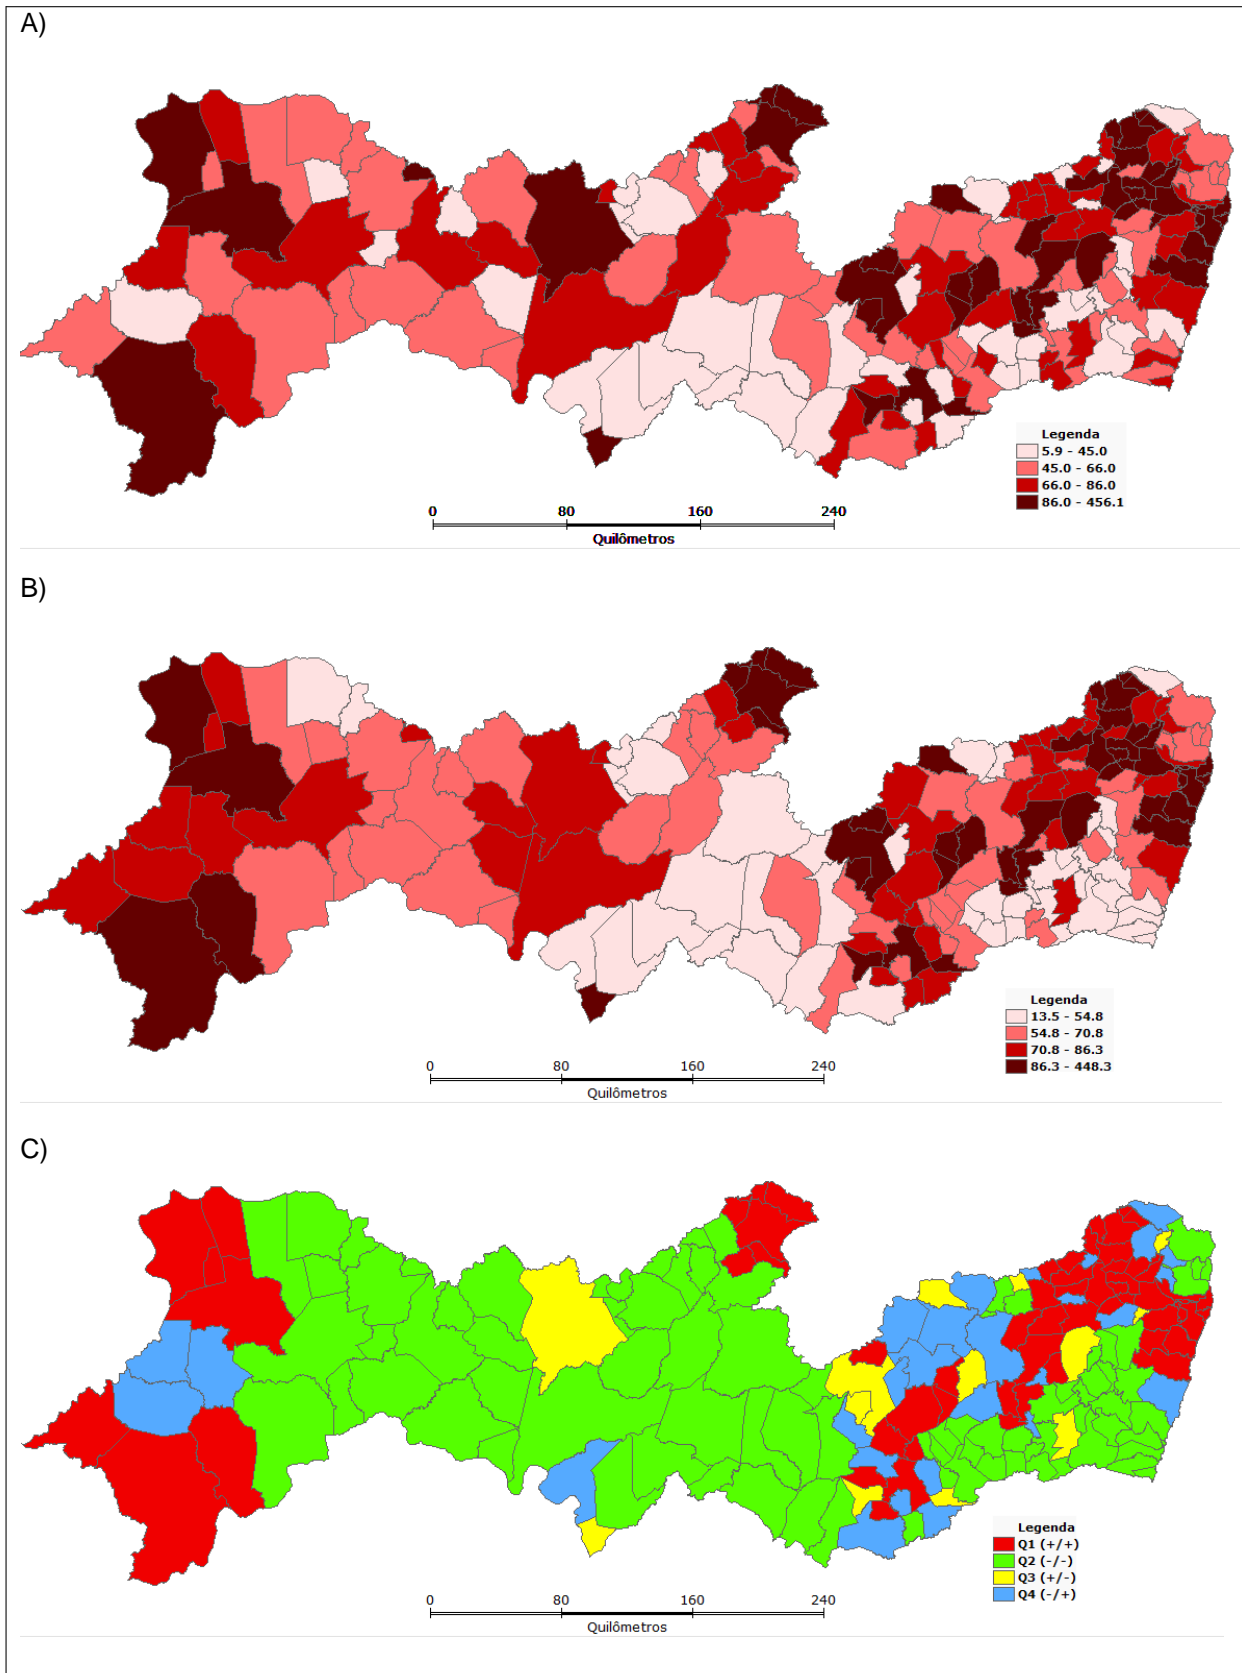 A)
Legenda
5.9 - 45.0
45.0 - 66.0
66.0 - 86.0
86.0 - 456.1
0 80 160 240
Quilômetros
B)
Legenda
13.5 - 54.8
54.8 - 70.8
70.8 - 86.3
86.3 - 448.3
0 80 160 240
Quilômetros
C)
Legenda
Q1 (+/+)
Q2 (-/-)
Q3 (+/-)
Q4 (-/+)
0 80 160 240
Quilômetros